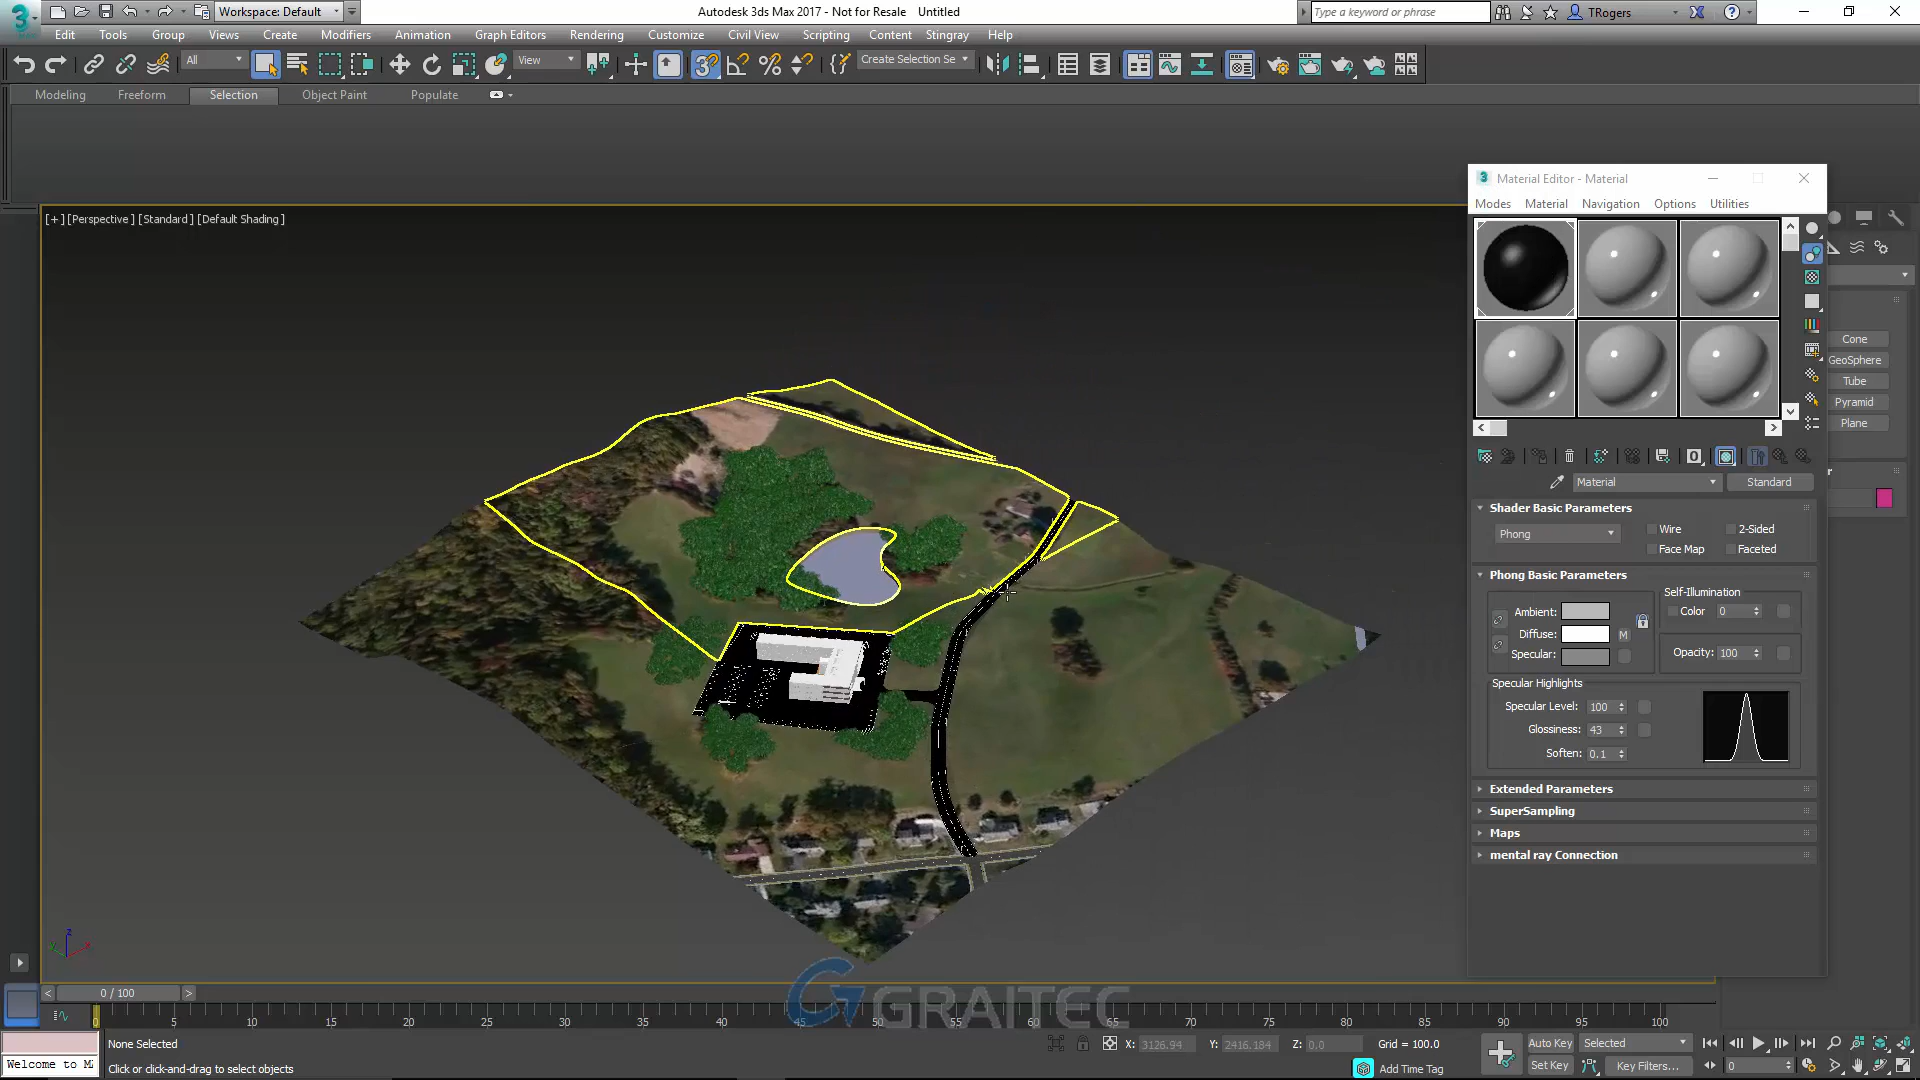 Workspace: Default
Autodesk 3ds Max 2017 - Not for Resale Untitled
Type a keyword or phrase
TRogers
Edit Tools Group Views Create Modifiers Animation Graph Editors Rendering Customize Civil View Scripting Content Stingray Help
All
View
Create Selection Se
Modeling Freeform Selection Object Paint Populate
[+] [Perspective] [Standard] [Default Shading]
Material Editor - Material
Modes Material Navigation Options Utilities
Cone
GeoSphere
Tube
Pyramid
Plane
Material
Standard
Shader Basic Parameters
Phong
Wire
2-Sided
Face Map
Faceted
Phong Basic Parameters
Self-Illumination
Ambient:
Color 0
Diffuse:
M
Specular:
Opacity: 100
Specular Highlights
Specular Level: 100
Glossiness: 43
Soften: 0.1
Extended Parameters
SuperSampling
Maps
mental ray Connection
z
x
y
0 / 100
GRAITEC
0 5 10 15 20 25 30 35 40 45 50 55 60 65 70 75 80 85 90 95 100
None Selected
X: 3126.94 Y: 2416.184 Z: 0.0 Grid = 100.0
Auto Key
Selected
Welcome to M
Click or click-and-drag to select objects
Add Time Tag
Set Key
Key Filters...
0